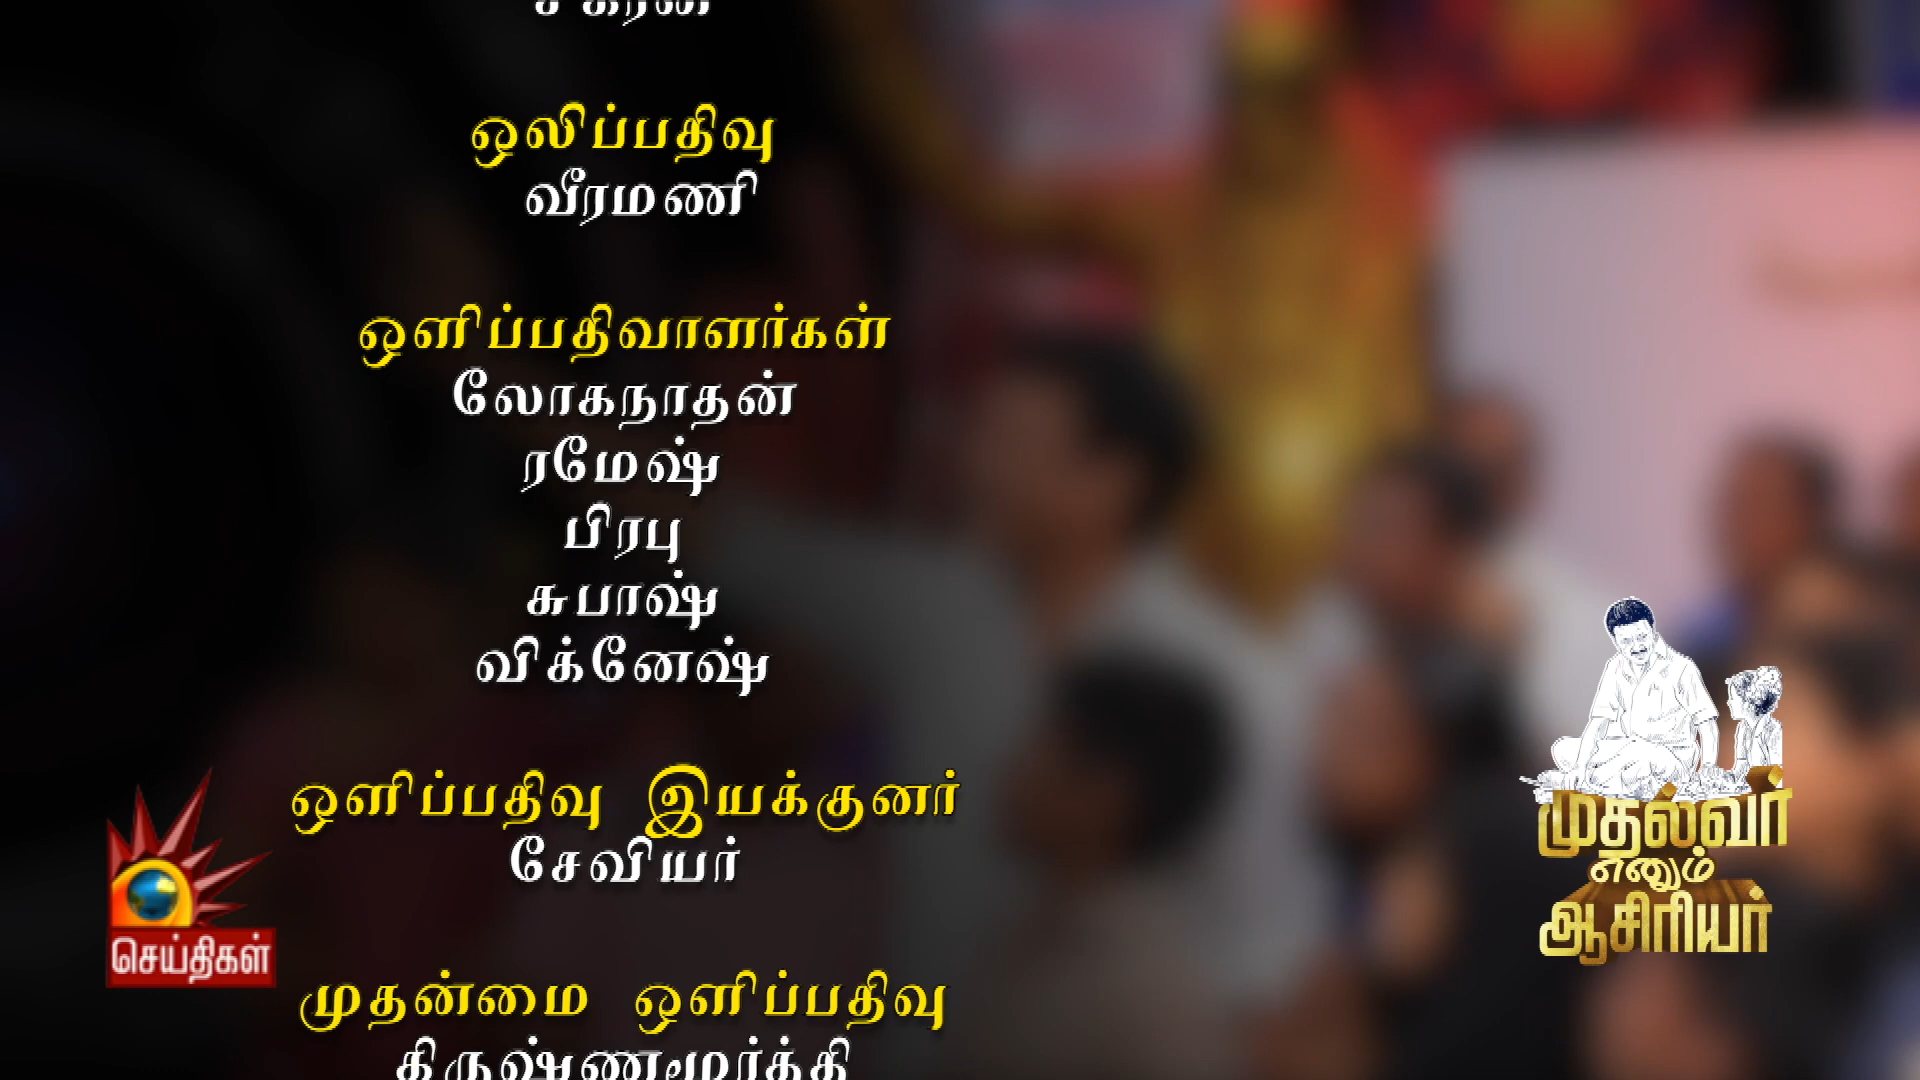 ஒலிப்பதிவு
வீரமணி
ஒளிப்பதிவாளர்கள்
லோகநாதன்
ரமேஷ்
பிரபு
சுபாஷ்
விக்னேஷ்
ஒளிப்பதிவு இயக்குனர்
சேவியர்
முதன்மை ஒளிப்பதிவு
கிருஷ்ணமூர்த்தி
செய்திகள்
முதல்வர்
எனும்
ஆசிரியர்